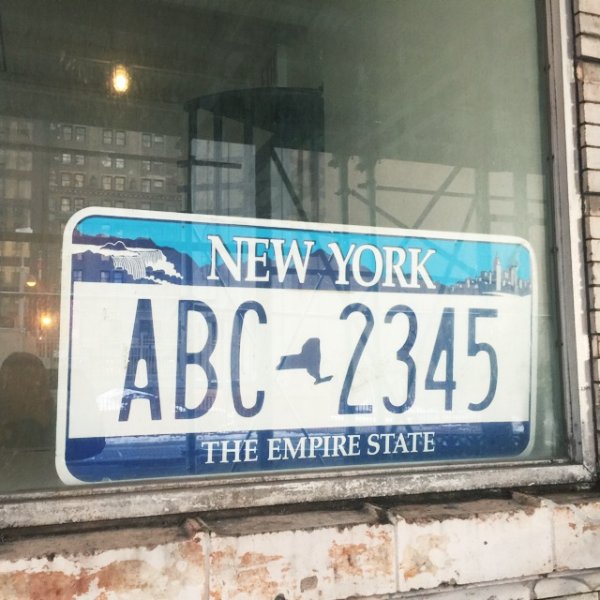 NEW YORK
ABC 2345
THE EMPIRE STATE